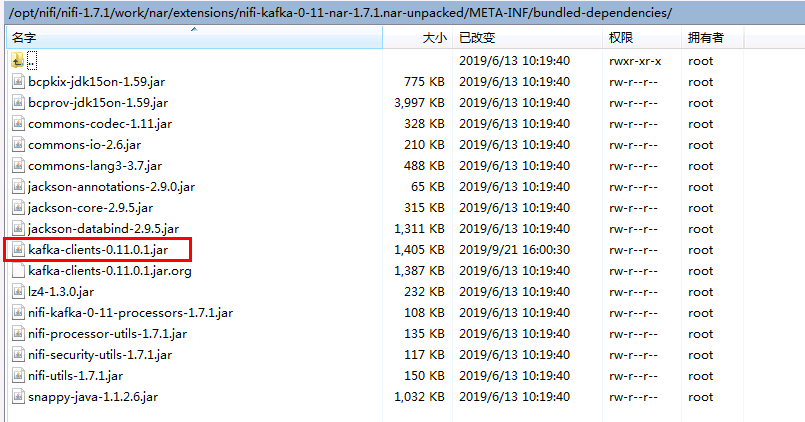 /opt/nifi/nifi-1.7.1/work/nar/extensions/nifi-kafka-0-11-nar-1.7.1.nar-unpacked/META-INF/bundled-dependencies/
名字 大小 已改变 权限 拥有者
.. 2019/6/13 10:19:40 rwxr-xr-x root
bcpkix-jdk15on-1.59.jar 775 KB 2019/6/13 10:19:40 rw-r--r-- root
bcprov-jdk15on-1.59.jar 3,997 KB 2019/6/13 10:19:40 rw-r--r-- root
commons-codec-1.11.jar 328 KB 2019/6/13 10:19:40 rw-r--r-- root
commons-io-2.6.jar 210 KB 2019/6/13 10:19:40 rw-r--r-- root
commons-lang3-3.7.jar 488 KB 2019/6/13 10:19:40 rw-r--r-- root
jackson-annotations-2.9.0.jar 65 KB 2019/6/13 10:19:40 rw-r--r-- root
jackson-core-2.9.5.jar 315 KB 2019/6/13 10:19:40 rw-r--r-- root
jackson-databind-2.9.5.jar 1,311 KB 2019/6/13 10:19:40 rw-r--r-- root
kafka-clients-0.11.0.1.jar 1,405 KB 2019/9/21 16:00:30 rw-r--r-- root
kafka-clients-0.11.0.1.jar.org 1,387 KB 2019/6/13 10:19:40 rw-r--r-- root
lz4-1.3.0.jar 232 KB 2019/6/13 10:19:40 rw-r--r-- root
nifi-kafka-0-11-processors-1.7.1.jar 108 KB 2019/6/13 10:19:40 rw-r--r-- root
nifi-processor-utils-1.7.1.jar 135 KB 2019/6/13 10:19:40 rw-r--r-- root
nifi-security-utils-1.7.1.jar 117 KB 2019/6/13 10:19:40 rw-r--r-- root
nifi-utils-1.7.1.jar 150 KB 2019/6/13 10:19:40 rw-r--r-- root
snappy-java-1.1.2.6.jar 1,032 KB 2019/6/13 10:19:40 rw-r--r-- root